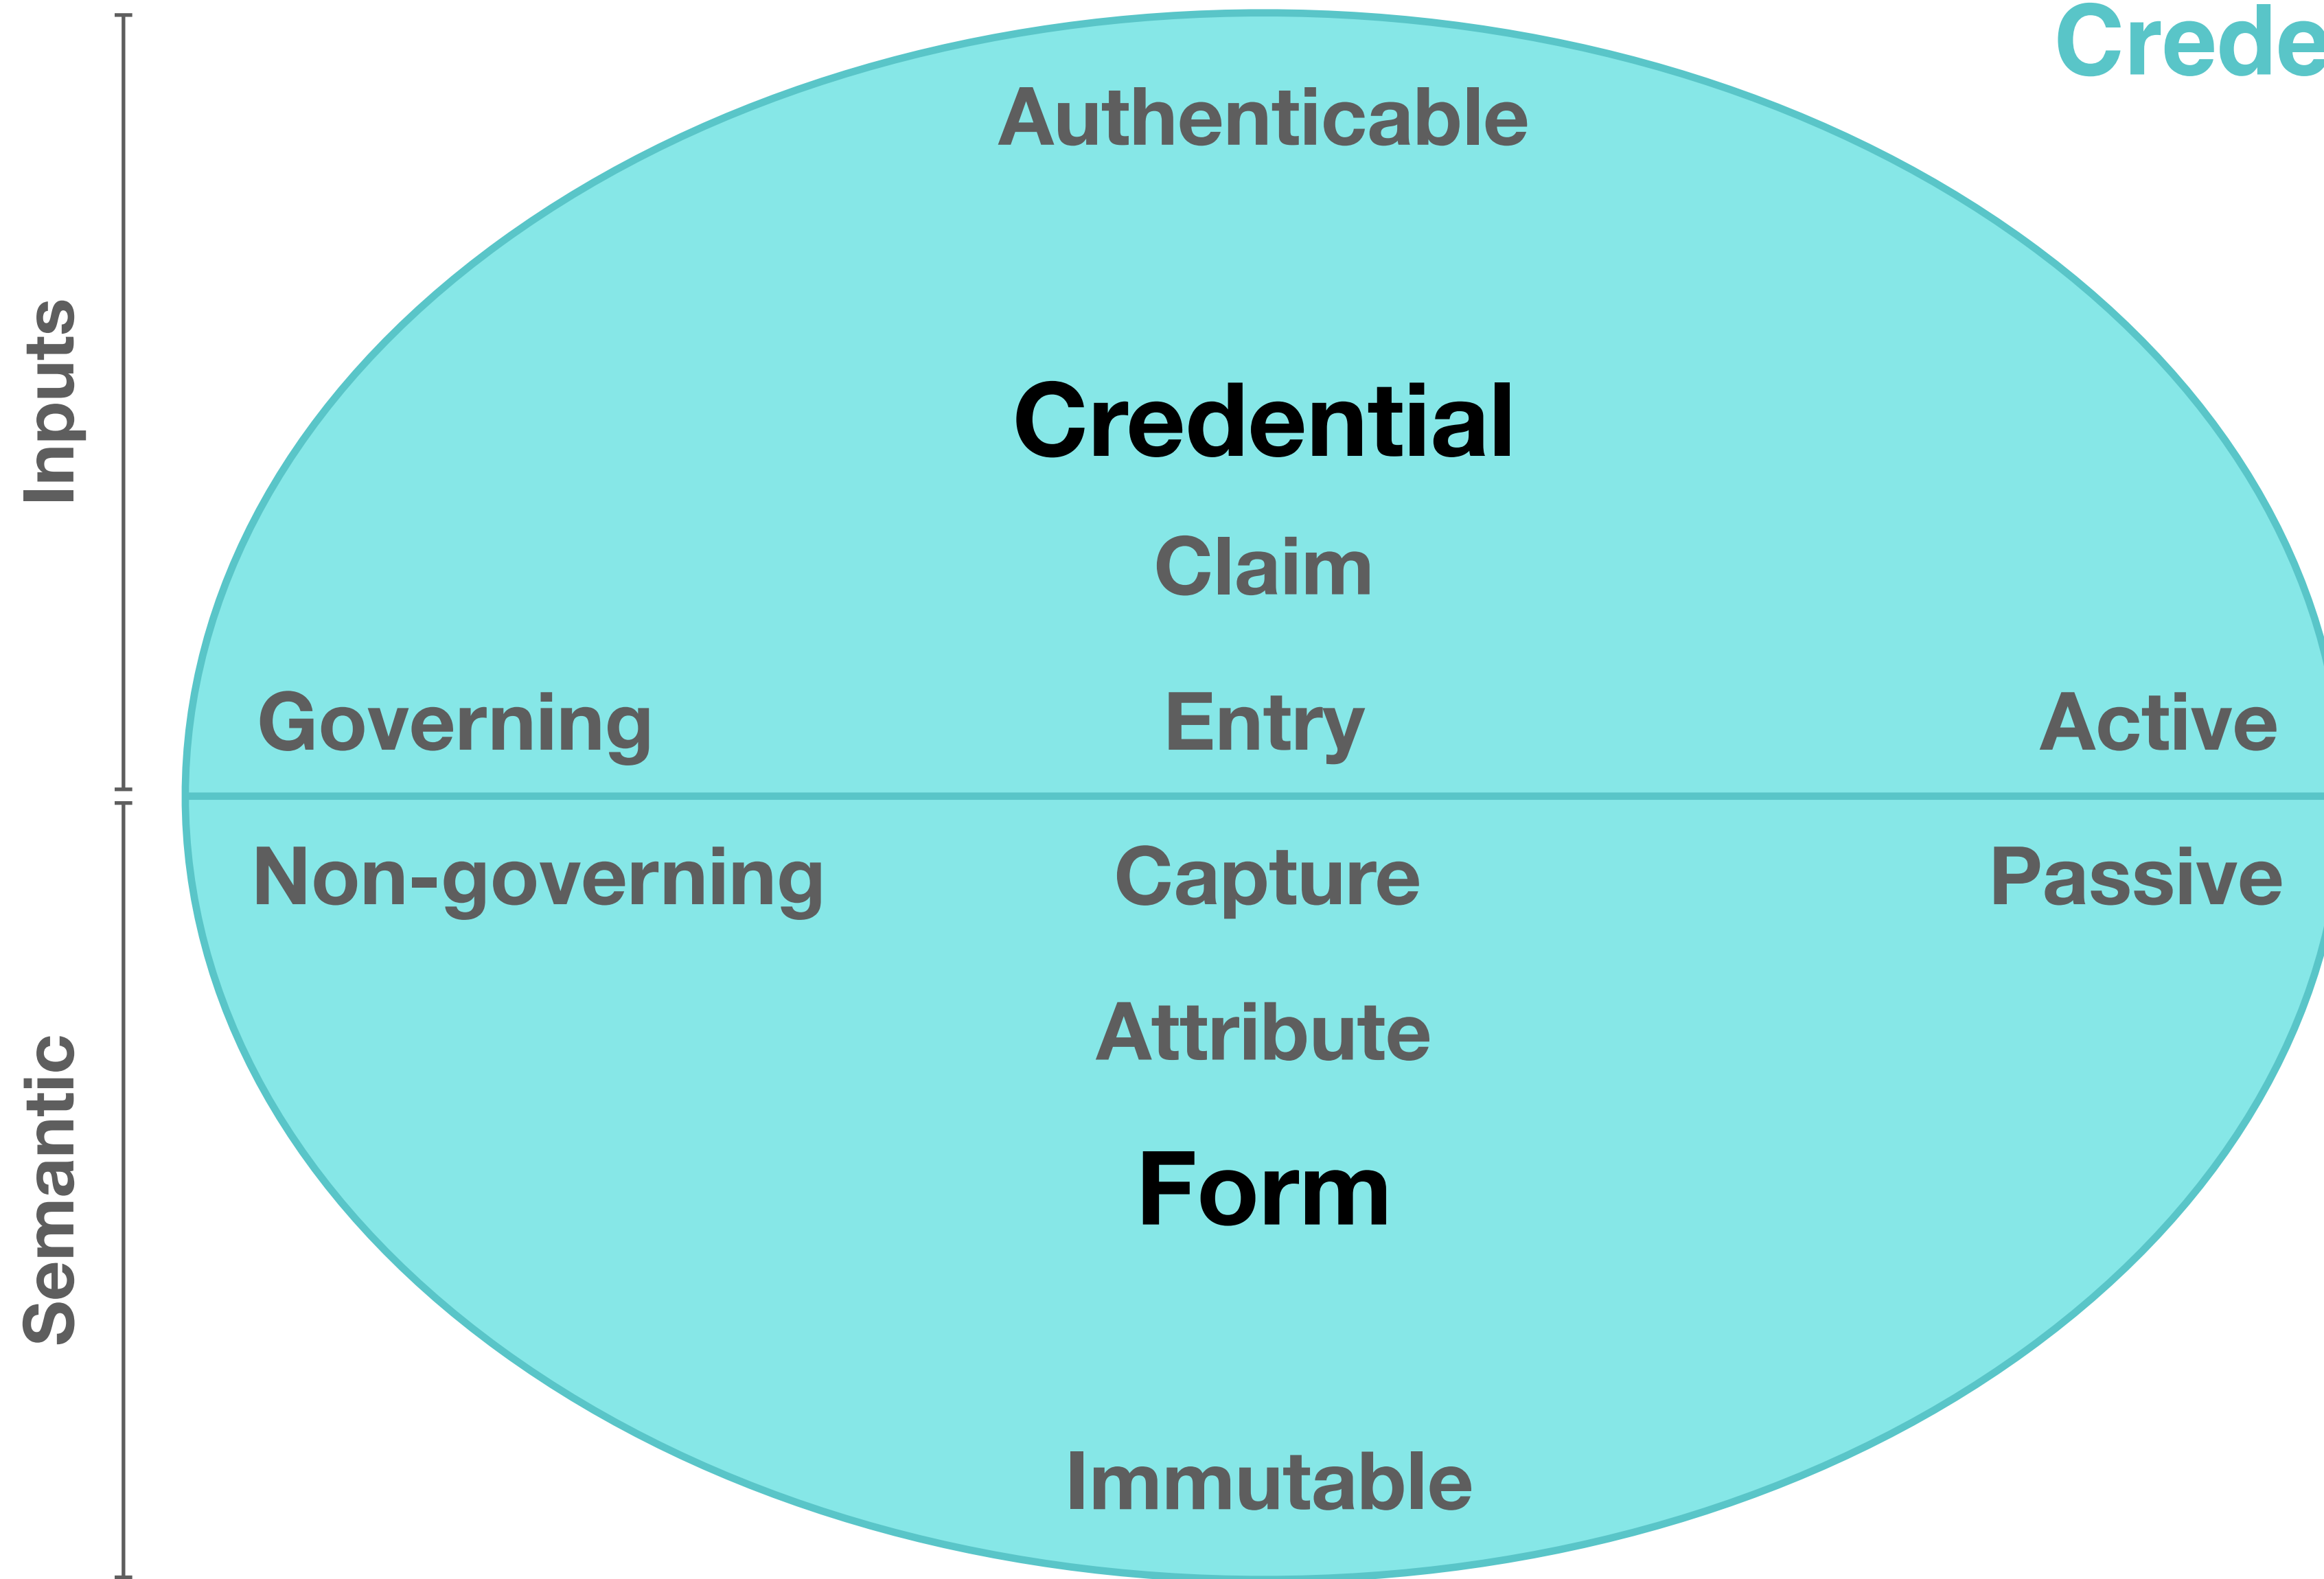 Crede
Authenticable
Inputs
Credential
Claim
Governing Entry Active
Non-governing Capture Passive
Attribute
Semantic
Form
Immutable